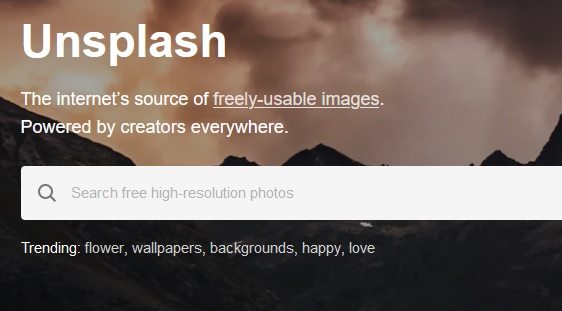 Unsplash
The internet's source of freely-usable images.
Powered by creators everywhere.
Search free high-resolution photos
Trending: flower, wallpapers, backgrounds, happy, love